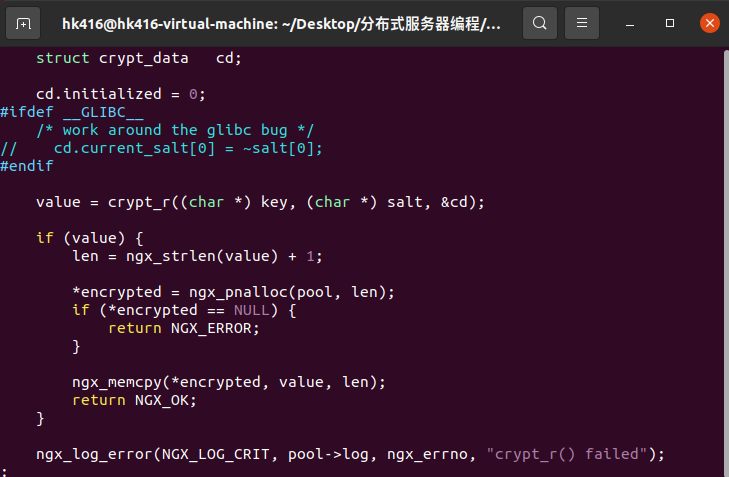 hk416@hk416-virtual-machine: ~/Desktop/分布式服务器编程/...
    struct crypt_data   cd;
    cd.initialized = 0;
#ifdef __GLIBC__
    /* work around the glibc bug */
//    cd.current_salt[0] = ~salt[0];
#endif
    value = crypt_r((char *) key, (char *) salt, &cd);
    if (value) {
        len = ngx_strlen(value) + 1;
        *encrypted = ngx_pnalloc(pool, len);
        if (*encrypted == NULL) {
            return NGX_ERROR;
        }
        ngx_memcpy(*encrypted, value, len);
        return NGX_OK;
    }
    ngx_log_error(NGX_LOG_CRIT, pool->log, ngx_errno, "crypt_r() failed");
: